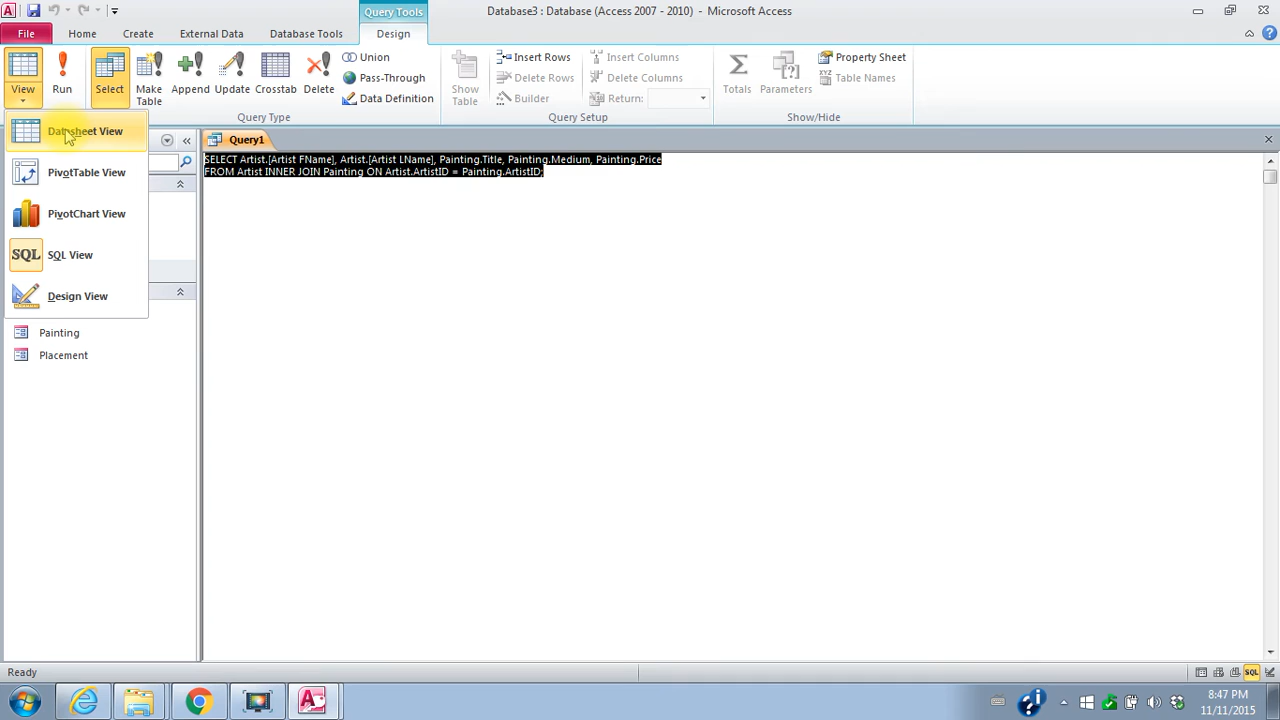 Query Tools
Database3 : Database (Access 2007 - 2010) - Microsoft Access
File
Home
Create
External Data
Database Tools
Design
View
Run
Select
Make
Table
Append
Update
Crosstab
Delete
Union
Pass-Through
Data Definition
Query Type
Show
Table
Insert Rows
Delete Rows
Builder
Insert Columns
Delete Columns
Return:
Query Setup
Totals
Parameters
Property Sheet
XYZ Table Names
Show/Hide
Datasheet View
PivotTable View
PivotChart View
SQL SQL View
Design View
Painting
Placement
Query1
SELECT Artist.[Artist FName], Artist.[Artist LName], Painting.Title, Painting.Medium, Painting.Price
FROM Artist INNER JOIN Painting ON Artist.ArtistID = Painting.ArtistID;
Ready
SQL
8:47 PM
11/11/2015